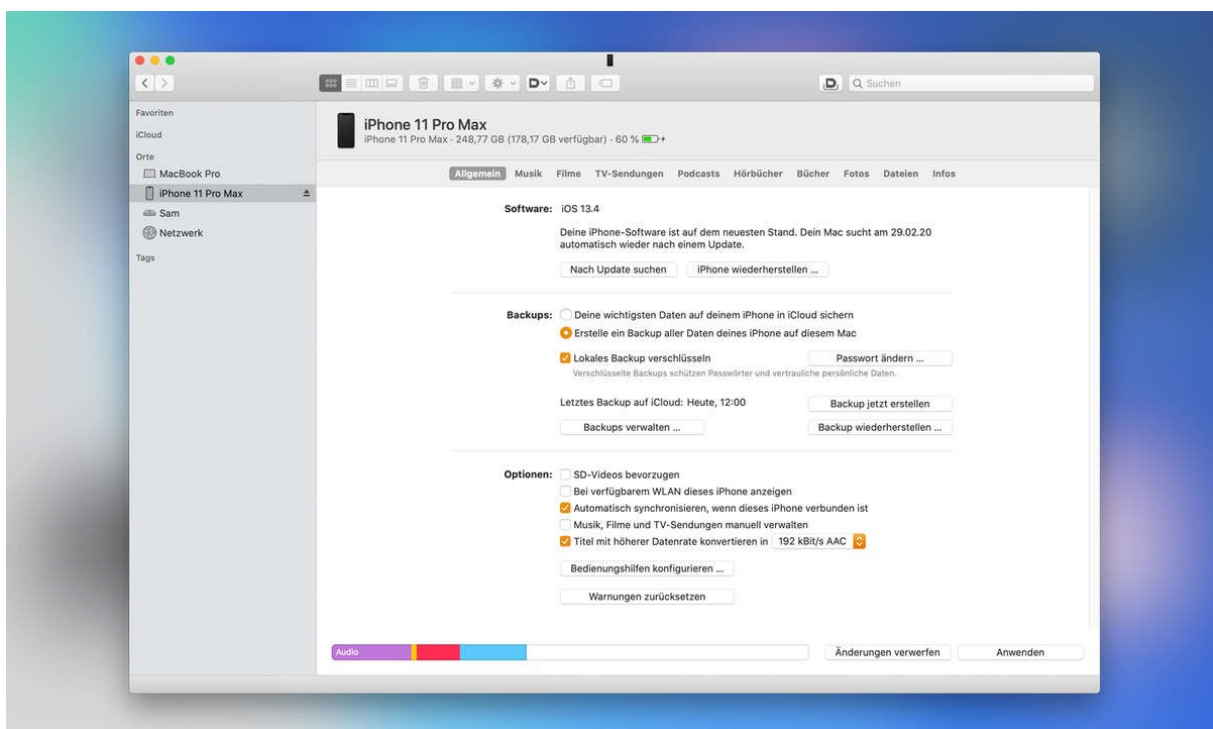 Suchen
Favoriten
iCloud
Orte
MacBook Pro
iPhone 11 Pro Max
Sam
Netzwerk
Tags
iPhone 11 Pro Max
iPhone 11 Pro Max - 248,77 GB (178,17 GB verfügbar) - 60 %
Allgemein Musik Filme TV-Sendungen Podcasts Hörbücher Bücher Fotos Dateien Infos
Software: iOS 13.4
Deine iPhone-Software ist auf dem neuesten Stand. Dein Mac sucht am 29.02.20
automatisch wieder nach einem Update.
Nach Update suchen iPhone wiederherstellen ...
Backups: Deine wichtigsten Daten auf deinem iPhone in iCloud sichern
Erstelle ein Backup aller Daten deines iPhone auf diesem Mac
Lokales Backup verschlüsseln Passwort ändern ...
Verschlüsselte Backups schützen Passwörter und vertrauliche persönliche Daten.
Letztes Backup auf iCloud: Heute, 12:00 Backup jetzt erstellen
Backups verwalten ... Backup wiederherstellen ...
Optionen: SD-Videos bevorzugen
Bei verfügbarem WLAN dieses iPhone anzeigen
Automatisch synchronisieren, wenn dieses iPhone verbunden ist
Musik, Filme und TV-Sendungen manuell verwalten
Titel mit höherer Datenrate konvertieren in 192 kBit/s AAC
Bedienungshilfen konfigurieren ...
Warnungen zurücksetzen
Audio Änderungen verwerfen Anwenden